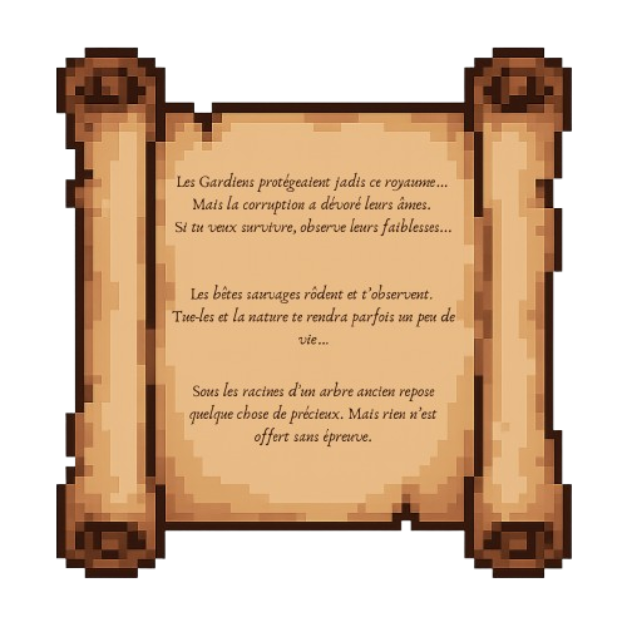 Les Gardiens protégeaient jadis ce royaume...
Mais la corruption a dévoré leurs âmes.
Si tu veux survivre, observe leurs faiblesses...
Les bêtes sauvages rôdent et t'observent.
Tue-les et la nature te rendra parfois un peu de
vie...
Sous les racines d'un arbre ancien repose
quelque chose de précieux. Mais rien n'est
offert sans épreuve.